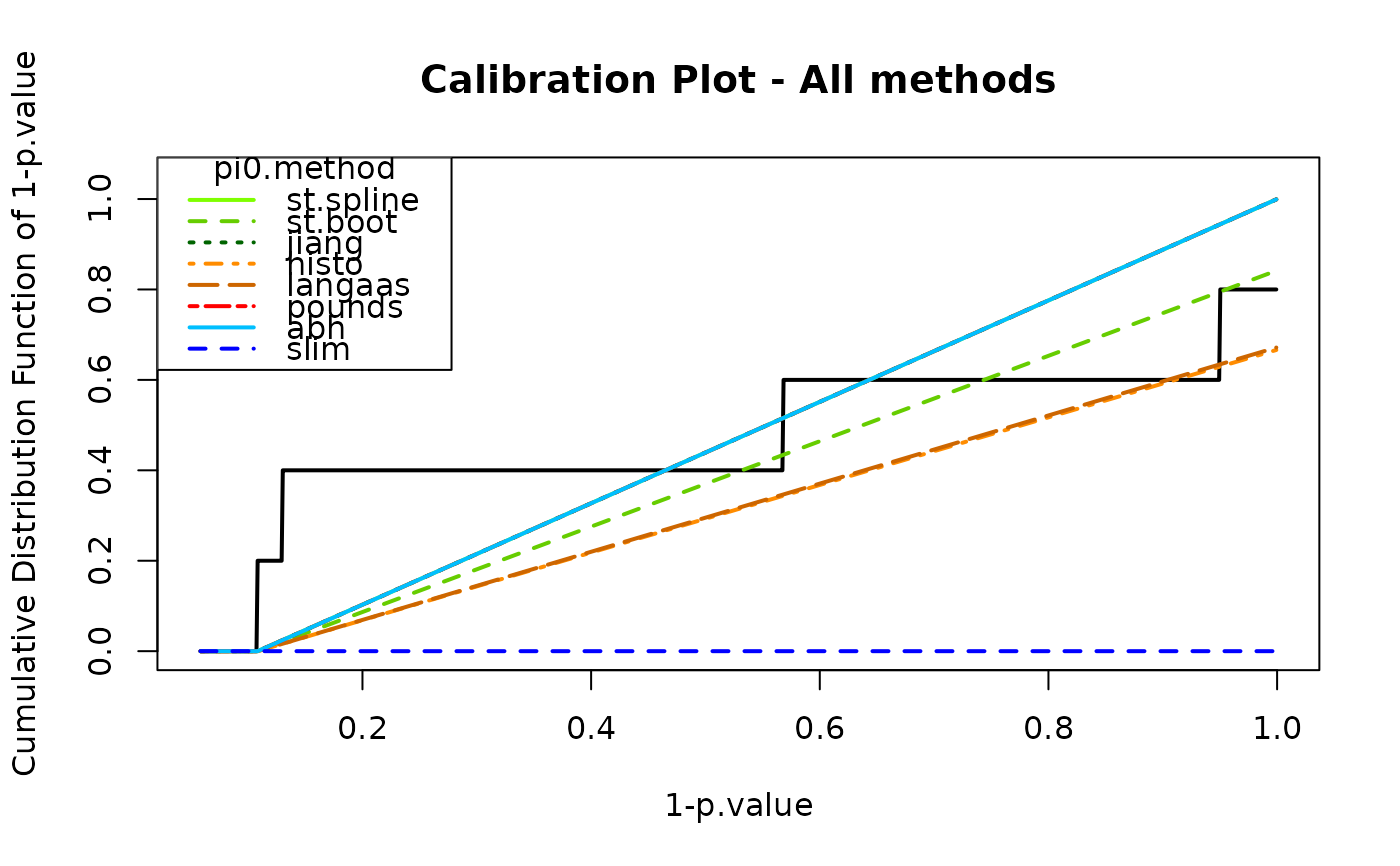 Calibration Plot - All methods
Cumulative Distribution Function of 1-p.value
1.0
0.8
0.6
0.4
0.2
0.0
pi0.method
st.spline
st.boot
jiang
histo
langaas
pounds
abh
slim
0.2
0.4
0.6
0.8
1.0
1-p.value